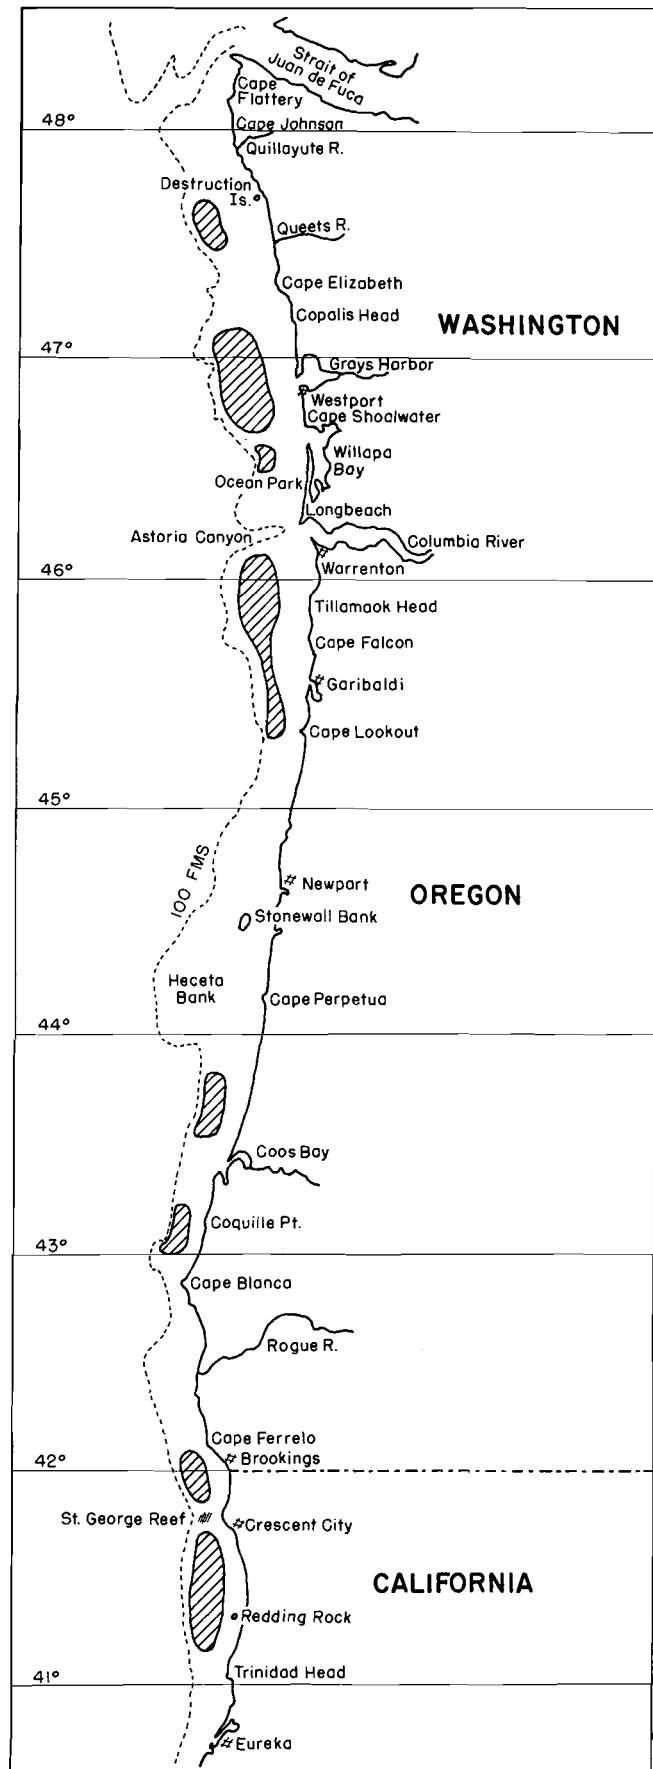 Strait of
Juan de Fuca
Cape
Flattery
Cape Johnson
48°
Quillayute R.
Destruction
Is.
Queets R.
Cape Elizabeth
Copalis Head
WASHINGTON
47°
Grays Harbor
Westport
Cape Shoalwater
Willapa
Bay
Ocean Park
Longbeach
Astoria Canyon
Columbia River
46°
Warrenton
Tillamook Head
Cape Falcon
Garibaldi
Cape Lookout
45°
100 FMS
Newport
OREGON
Stonewall Bank
Heceta
Bank
Cape Perpetua
44°
Coos Bay
Coquille Pt.
43°
Cape Blanca
Rogue R.
Cape Ferrelo
Brookings
42°
St. George Reef
Crescent City
CALIFORNIA
Redding Rock
Trinidad Head
41°
Eureka